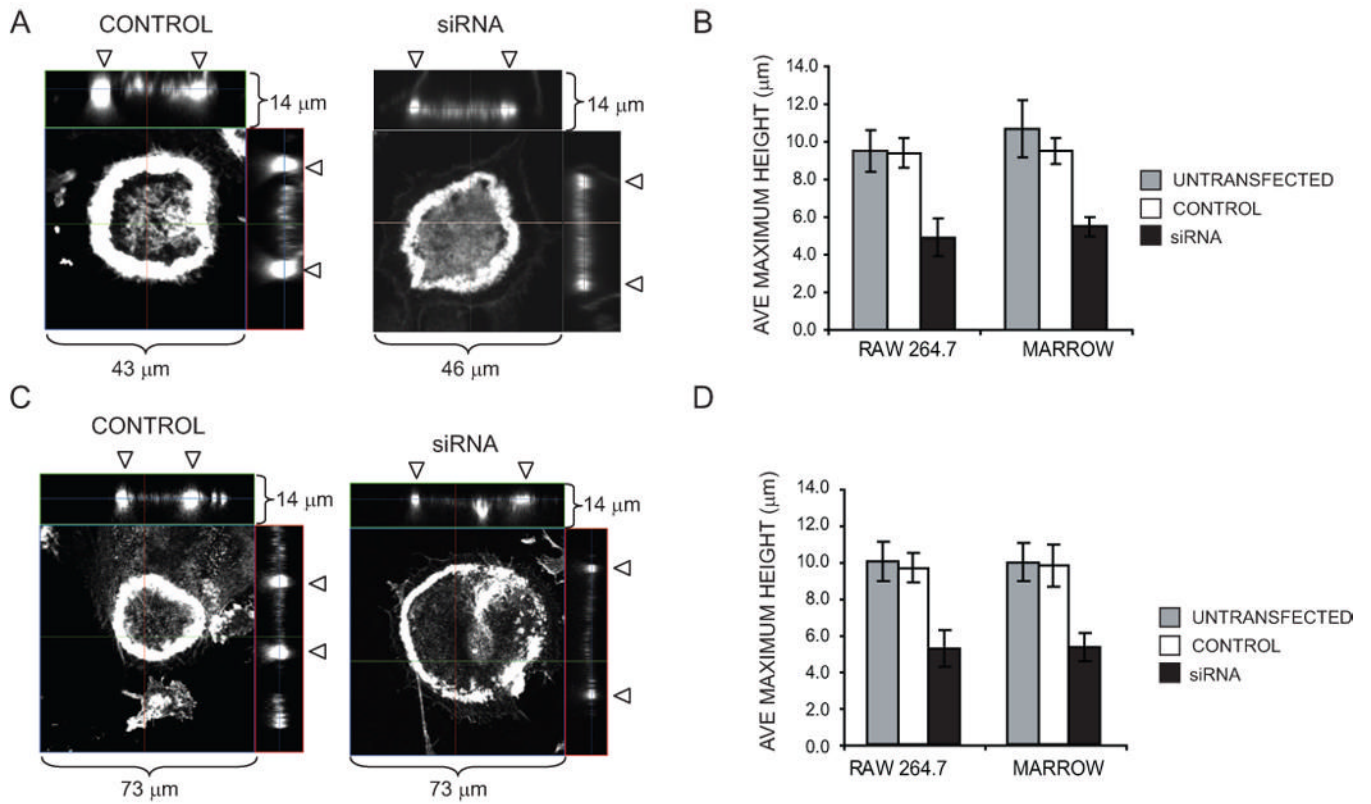 A
CONTROL
siRNA
14 μm
14 μm
43 μm
46 μm
B
AVE MAXIMUM HEIGHT (μm)
14.0
12.0
10.0
8.0
6.0
4.0
2.0
0.0
RAW 264.7
MARROW
UNTRANSFECTED
CONTROL
siRNA
C
CONTROL
siRNA
14 μm
14 μm
73 μm
73 μm
D
AVE MAXIMUM HEIGHT (μm)
14.0
12.0
10.0
8.0
6.0
4.0
2.0
0.0
RAW 264.7
MARROW
UNTRANSFECTED
CONTROL
siRNA